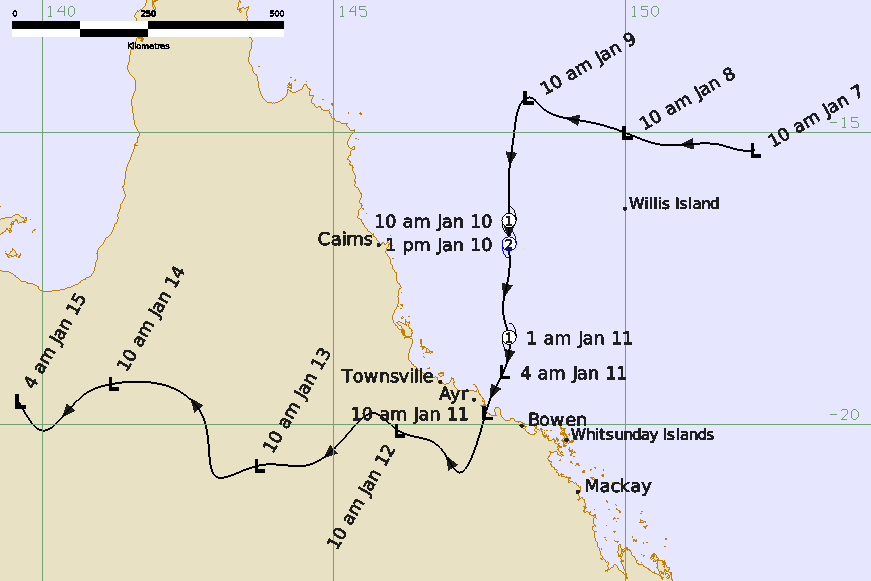 0 250 500
Kilometres
140 145 150
10 am Jan 9
10 am Jan 8
10 am Jan 7
-15
Willis Island
10 am Jan 10 1
Cairns 1 pm Jan 10 2
10 am Jan 14
4 am Jan 15
1 1 am Jan 11
L 4 am Jan 11
10 am Jan 13
Townsville
Ayr
10 am Jan 11
-20
Bowen
Whitsunday Islands
10 am Jan 12
Mackay
L
L
L
L
L
L
L
L